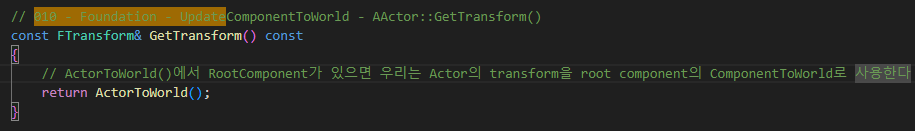 // 010 - Foundation - UpdateComponentToWorld - AActor::GetTransform()
const FTransform& GetTransform() const
{
// ActorToWorld()에서 RootComponent가 있으면 우리는 Actor의 transform을 root component의 ComponentToWorld로 사용한다
return ActorToWorld();
}